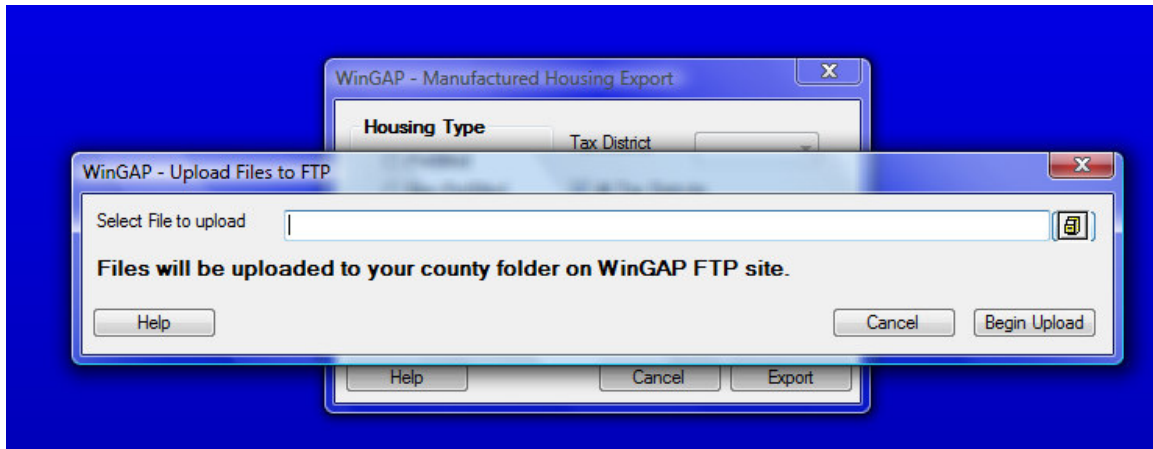 WinGAP - Manufactured Housing Export
X
Housing Type
Tax District
WinGAP - Upload Files to FTP
X
Select File to upload
Files will be uploaded to your county folder on WinGAP FTP site.
Help
Cancel
Begin Upload
Help
Cancel
Export